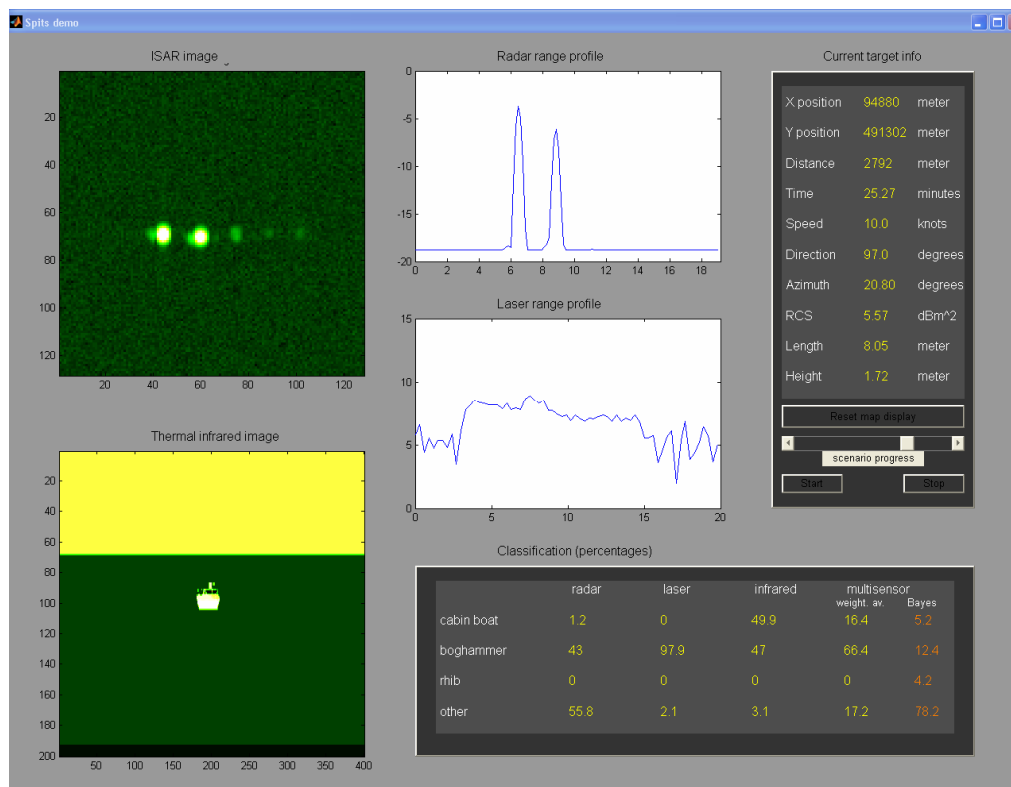 Spits demo
ISAR image
20
40
60
80
100
120
20 40 60 80 100 120
Radar range profile
0
-5
-10
-15
-20
0 2 4 6 8 10 12 14 16 18
Laser range profile
15
10
5
0
0 5 10 15 20
Thermal infrared image
20
40
60
80
100
120
140
160
180
200
50 100 150 200 250 300 350 400
Current target info
X position 94880 meter
Y position 491302 meter
Distance 2792 meter
Time 25.27 minutes
Speed 10.0 knots
Direction 97.0 degrees
Azimuth 20.80 degrees
RCS 5.57 dBm^2
Length 8.05 meter
Height 1.72 meter
Reset map display
scenario progress
Start Stop
Classification (percentages)
radar laser infrared multisensor
weight. av. Bayes
cabin boat 1.2 0 49.9 16.4 5.2
boghammer 43 97.9 47 66.4 12.4
rhib 0 0 0 0 4.2
other 55.8 2.1 3.1 17.2 78.2